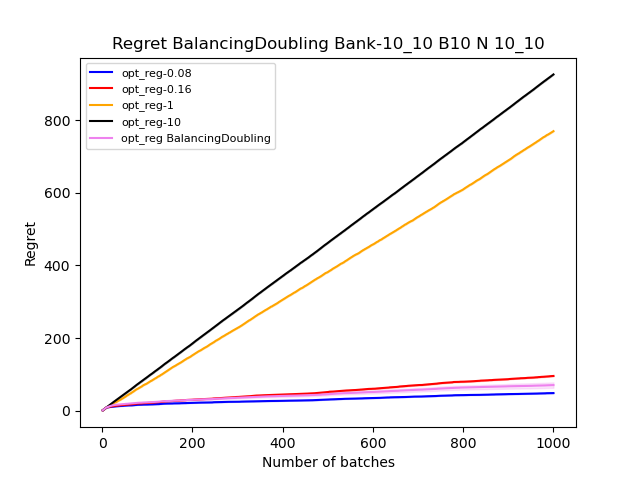 Regret BalancingDoubling Bank-10_10 B10 N 10_10
opt_reg-0.08
opt_reg-0.16
opt_reg-1
opt_reg-10
opt_reg BalancingDoubling
Regret
800
600
400
200
0
0 200 400 600 800 1000
Number of batches